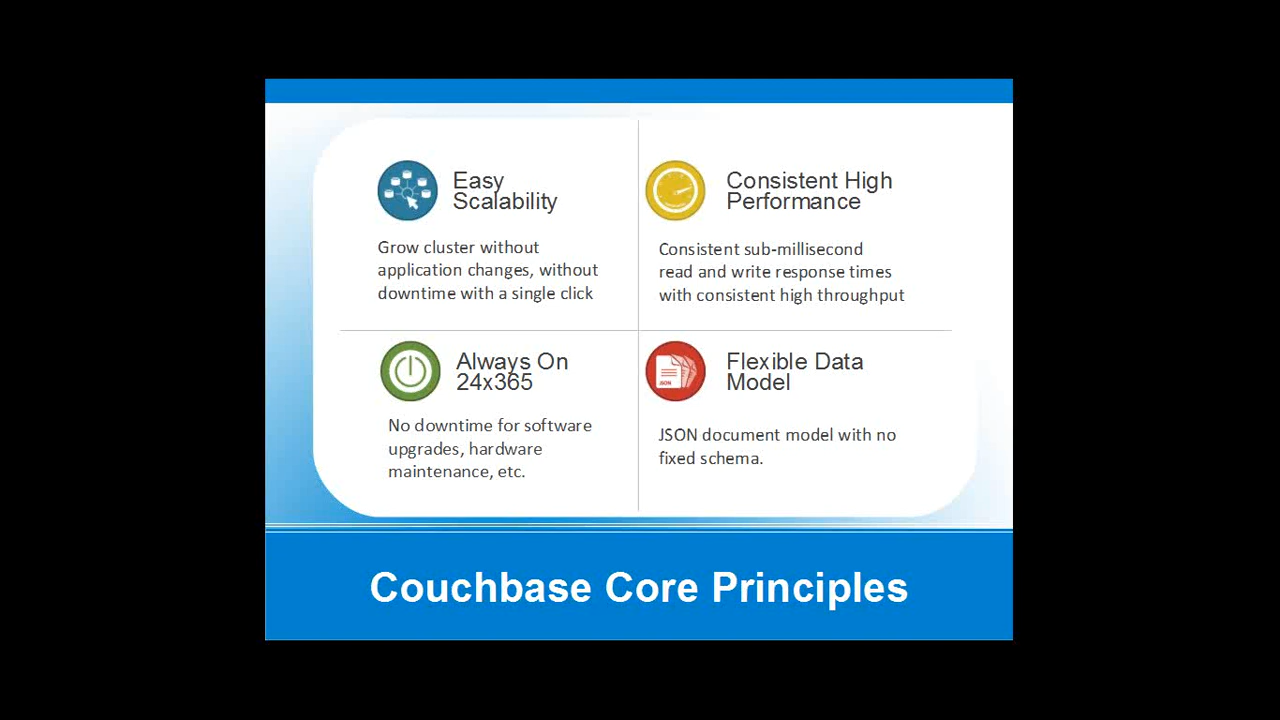 Easy
Scalability
Grow cluster without
application changes, without
downtime with a single click
Consistent High
Performance
Consistent sub-millisecond
read and write response times
with consistent high throughput
Always On
24x365
No downtime for software
upgrades, hardware
maintenance, etc.
JSON
Flexible Data
Model
JSON document model with no
fixed schema.
Couchbase Core Principles